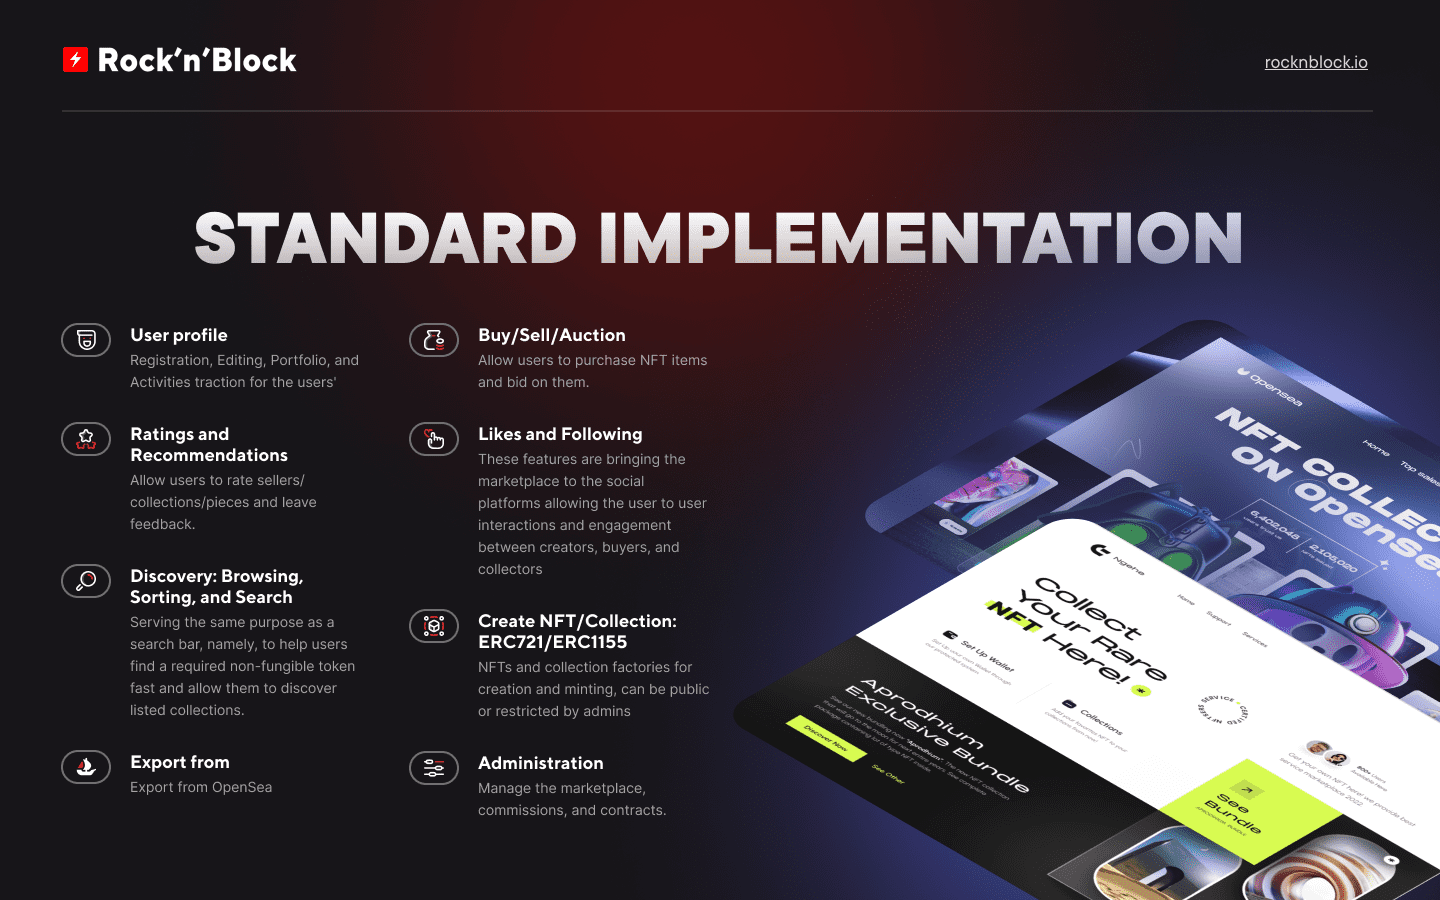 Rock'n'Block
rocknblock.io
STANDARD IMPLEMENTATION
User profile
Registration, Editing, Portfolio, and
Activities traction for the users'
Ratings and
Recommendations
Allow users to rate sellers/
collections/pieces and leave
feedback.
Discovery: Browsing,
Sorting, and Search
Serving the same purpose as a
search bar, namely, to help users
find a required non-fungible token
fast and allow them to discover
listed collections.
Export from
Export from OpenSea
Buy/Sell/Auction
Allow users to purchase NFT items
and bid on them.
Likes and Following
These features are bringing the
marketplace to the social
platforms allowing the user to user
interactions and engagement
between creators, buyers, and
collectors
Create NFT/Collection:
ERC721/ERC1155
NFTs and collection factories for
creation and minting, can be public
or restricted by admins
Administration
Manage the marketplace,
commissions, and contracts.
Opensea
Home
Top sales
NFT COLLEC
ON Opense
6,402,048
2,105,020
Ngehe
Home
Support
Services
Collect
Your Rare
NFT Here!
Set Up Wallet
Collections
Aprodhium
Exclusive Bundle
Discover Now
See Other
See
Bundle